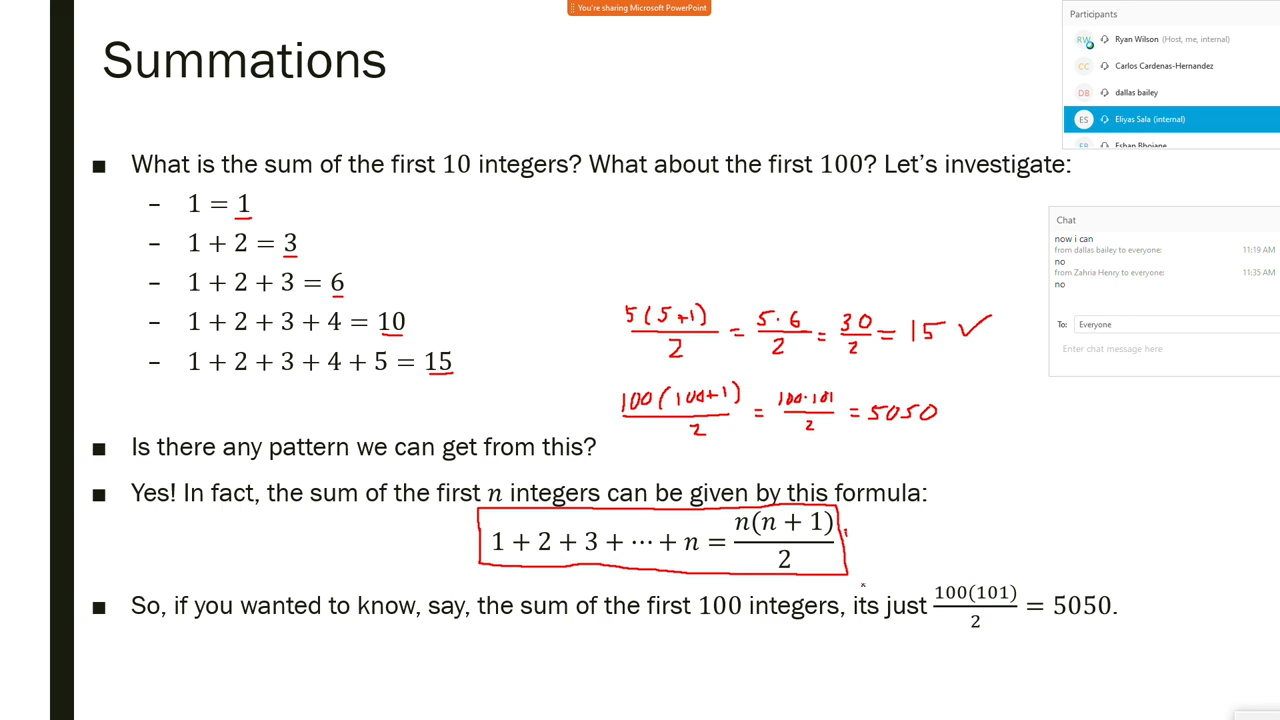 You're sharing Microsoft PowerPoint
Summations
■ What is the sum of the first 10 integers? What about the first 100? Let's investigate:
– 1 = 1
– 1 + 2 = 3
– 1 + 2 + 3 = 6
– 1 + 2 + 3 + 4 = 10
– 1 + 2 + 3 + 4 + 5 = 15
5(5+1)/2 = 5·6/2 = 30/2 = 15 ✓
100(100+1)/2 = 100·101/2 = 5050
■ Is there any pattern we can get from this?
■ Yes! In fact, the sum of the first n integers can be given by this formula:
1 + 2 + 3 + ⋯ + n = n(n + 1)/2
■ So, if you wanted to know, say, the sum of the first 100 integers, its just 100(101)/2 = 5050.
Participants
RW Ryan Wilson (Host, me, internal)
CC Carlos Cardenas-Hernandez
DB dallas bailey
ES Eliyas Sala (internal)
Chat
now i can
from dallas bailey to everyone: 11:19 AM
no
from Zahria Henry to everyone: 11:35 AM
no
To: Everyone
Enter chat message here